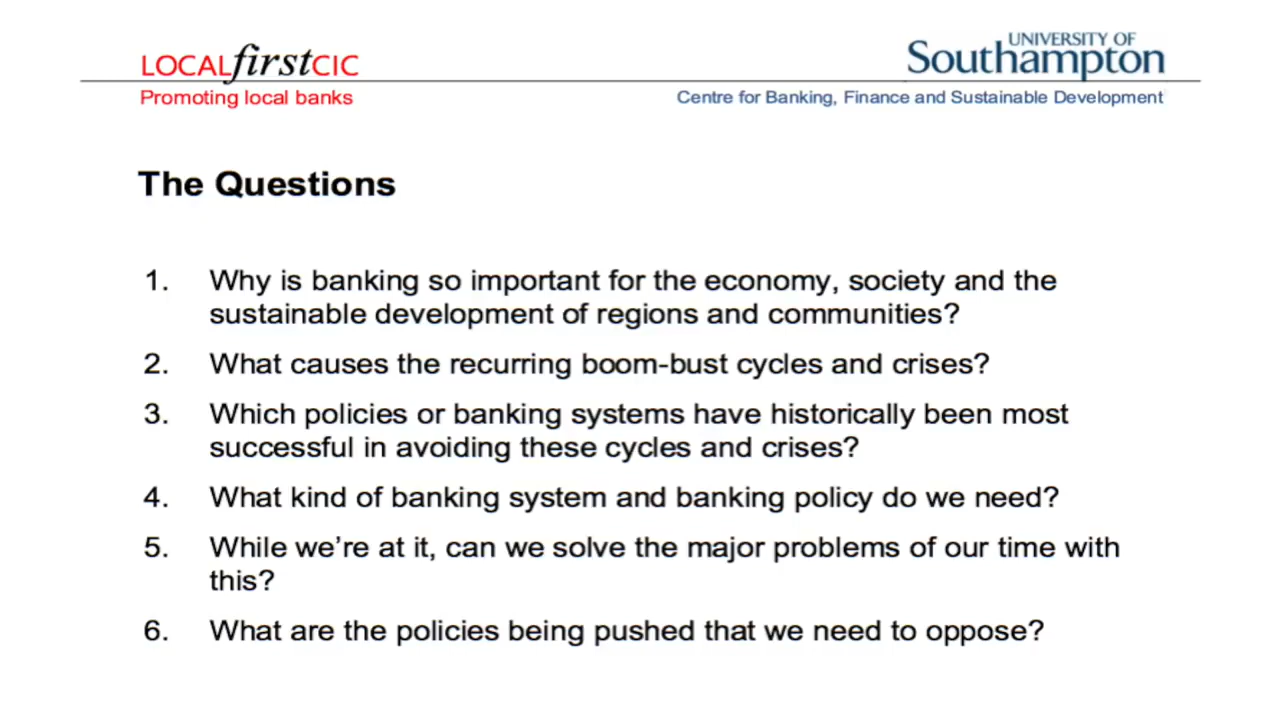 LOCALfirstCIC
Promoting local banks
UNIVERSITY OF
Southampton
Centre for Banking, Finance and Sustainable Development
The Questions
1. Why is banking so important for the economy, society and the
sustainable development of regions and communities?
2. What causes the recurring boom-bust cycles and crises?
3. Which policies or banking systems have historically been most
successful in avoiding these cycles and crises?
4. What kind of banking system and banking policy do we need?
5. While we’re at it, can we solve the major problems of our time with
this?
6. What are the policies being pushed that we need to oppose?